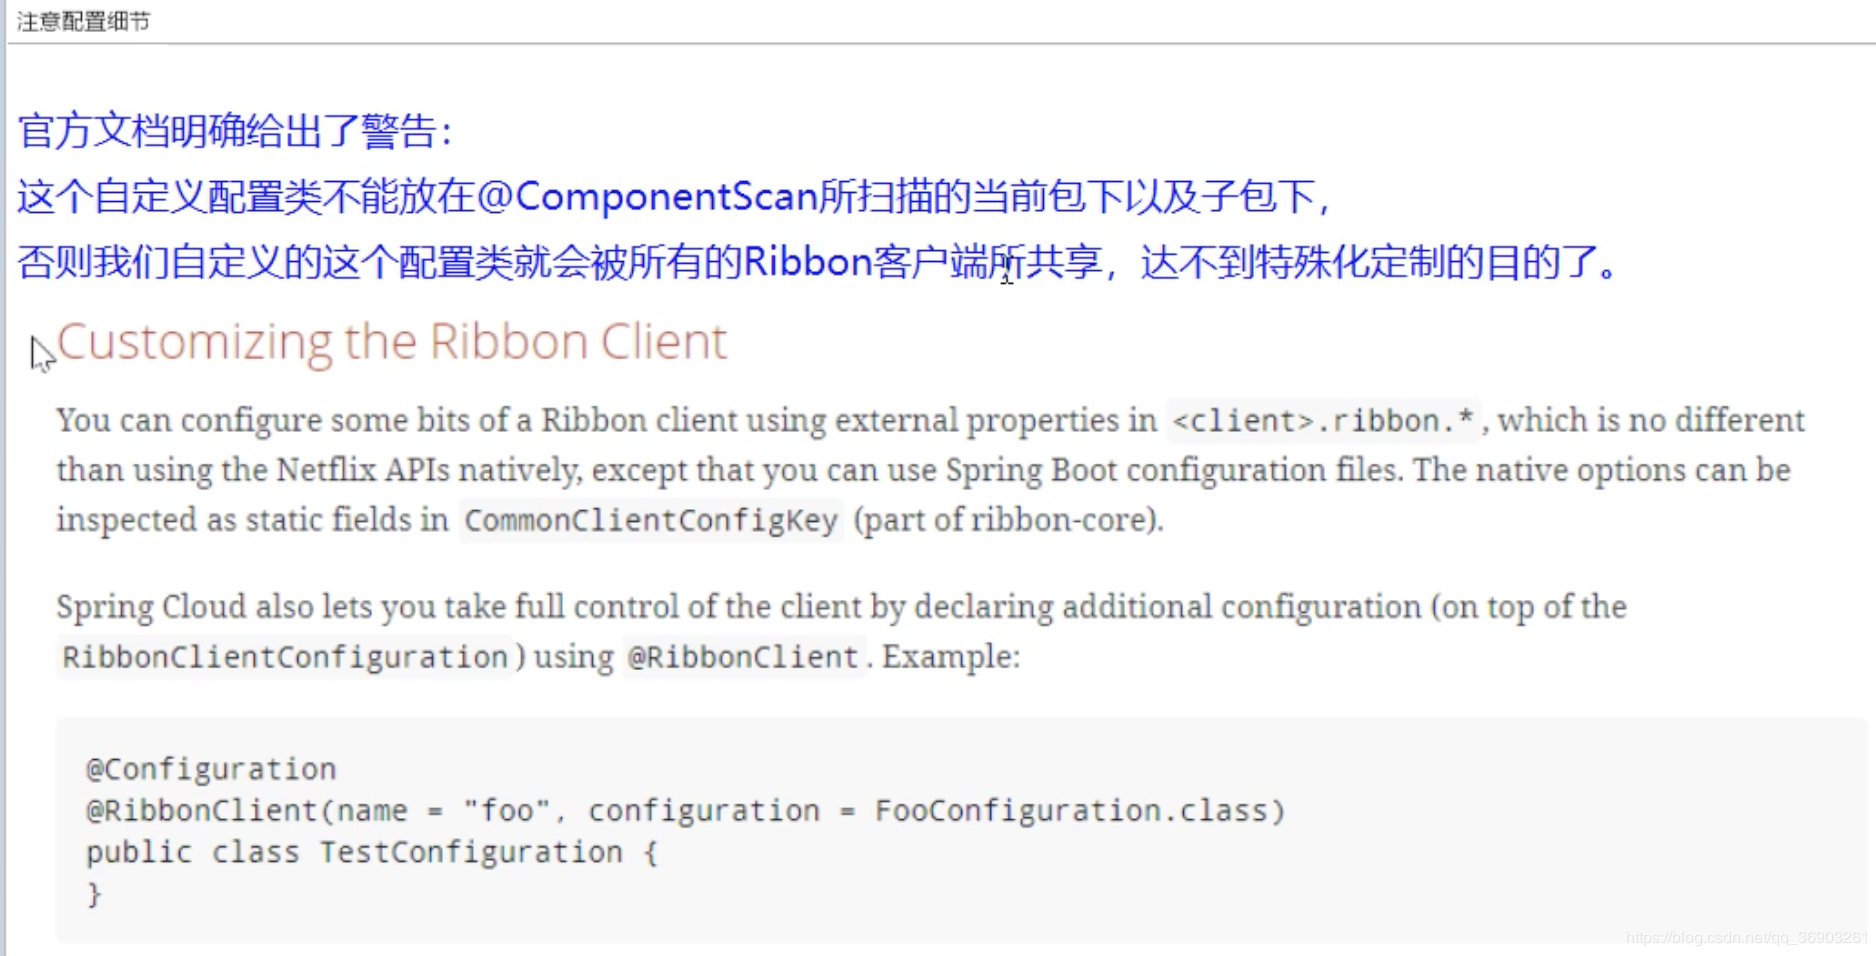 注意配置细节
官方文档明确给出了警告：
这个自定义配置类不能放在@ComponentScan所扫描的当前包下以及子包下，
否则我们自定义的这个配置类就会被所有的Ribbon客户端所共享，达不到特殊化定制的目的了。
Customizing the Ribbon Client
You can configure some bits of a Ribbon client using external properties in <client>.ribbon.*, which is no different
than using the Netflix APIs natively, except that you can use Spring Boot configuration files. The native options can be
inspected as static fields in CommonClientConfigKey (part of ribbon-core).
Spring Cloud also lets you take full control of the client by declaring additional configuration (on top of the
RibbonClientConfiguration) using @RibbonClient. Example:
@Configuration
@RibbonClient(name = "foo", configuration = FooConfiguration.class)
public class TestConfiguration {
}
https://blog.csdn.net/qq_36903261